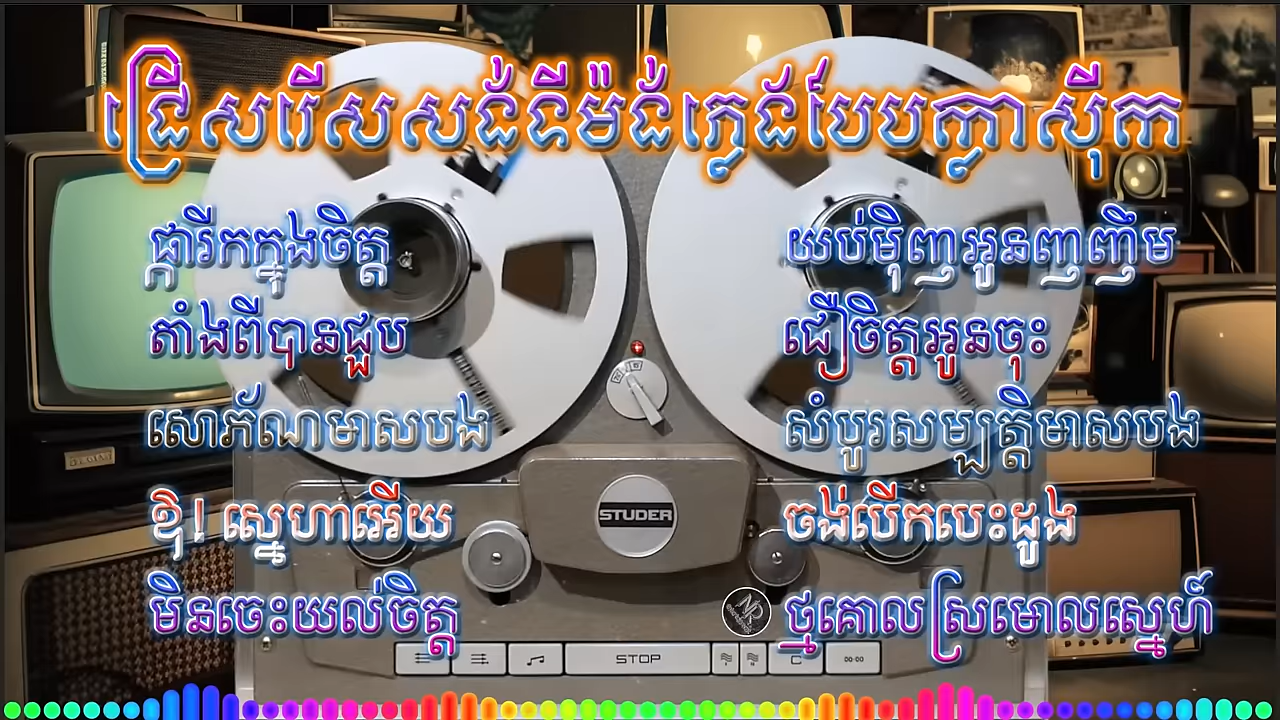 ជ្រើសរើសសង់ទីម៉ង់ភ្លេងបែបក្លាស៊ិក
ផ្ការីកក្នុងចិត្ត
តាំងពីបានជួប
សោភ័ណមាសបង
ឱ! ស្នេហាអើយ
មិនចេះយល់ចិត្ត
យប់ម៉ិញអូនញញឹម
ជឿចិត្តអូនចុះ
សំបូរសម្បត្តិមាសបង
ចង់បើកបេះដូង
ថ្មគោលស្រមោលស្នេហ៍
STUDER
STOP
C
00:00